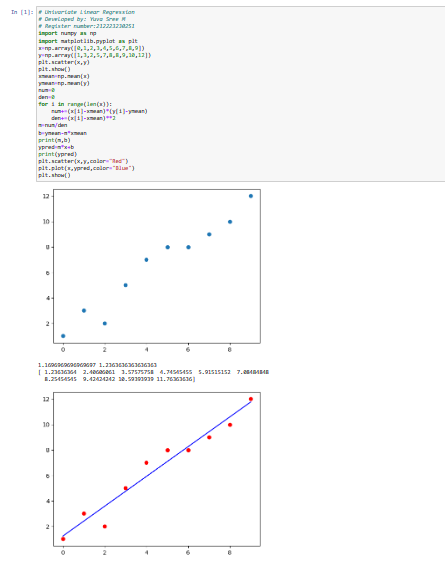 In [1]: # Univariate Linear Regression
# Developed by: Yuva Sree M
# Register number:212221230251
import numpy as np
import matplotlib.pyplot as plt
x=np.array([0,1,2,3,4,5,6,7,8,9])
y=np.array([1,3,2,5,7,8,8,9,10,12])
plt.scatter(x,y)
plt.show()
xmean=np.mean(x)
ymean=np.mean(y)
num=0
den=0
for i in range(len(x)):
    num+=(x[i]-xmean)*(y[i]-ymean)
    den+=(x[i]-xmean)**2
m=num/den
b=ymean-m*xmean
print(m,b)
ypred=m*x+b
print(ypred)
plt.scatter(x,y,color="Red")
plt.plot(x,ypred,color="Blue")
plt.show()
12
10
8
6
4
2
0 2 4 6 8
1.1696969696969697 1.2363636363636363
[ 1.23636364 2.40606061 3.57575758 4.74545455 5.91515152 7.08484848
8.25454545 9.42424242 10.59393939 11.76363636]
12
10
8
6
4
2
0 2 4 6 8